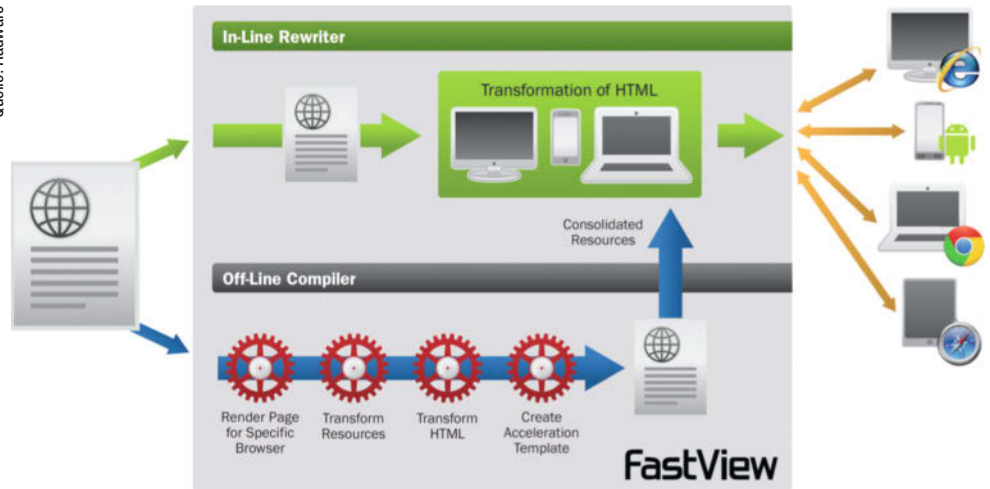 Quelle: Radware
In-Line Rewriter
Transformation of HTML
Consolidated
Resources
Off-Line Compiler
Render Page
for Specific
Browser
Transform
Resources
Transform
HTML
Create
Acceleration
Template
FastView